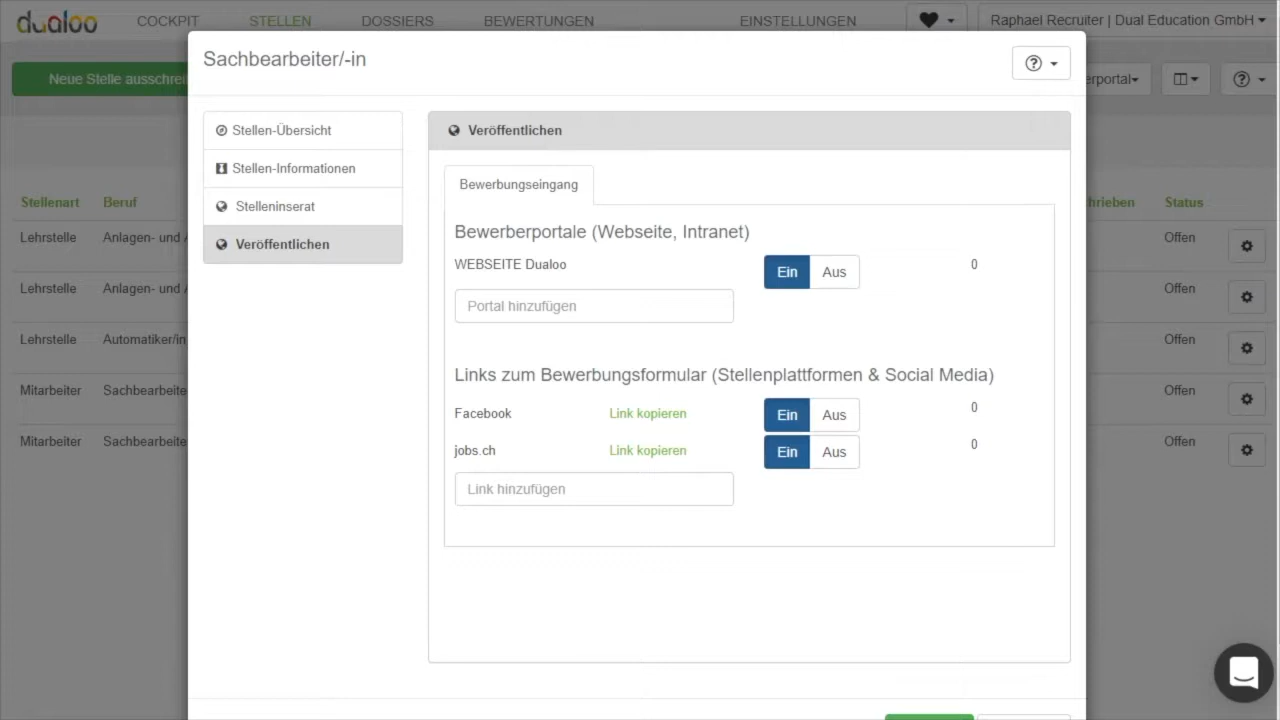 dualoo COCKPIT STELLEN DOSSIERS BEWERTUNGEN EINSTELLUNGEN Raphael Recruiter | Dual Education GmbH
Sachbearbeiter/-in
Neue Stelle
Stellen-Übersicht
Stellen-Informationen
Stelleninserat
Veröffentlichen
Veröffentlichen
Bewerbungseingang
Bewerberportale (Webseite, Intranet)
WEBSEITE Dualoo Ein Aus 0
Portal hinzufügen
Links zum Bewerbungsformular (Stellenplattformen & Social Media)
Facebook Link kopieren Ein Aus 0
jobs.ch Link kopieren Ein Aus 0
Link hinzufügen
Stellenart Beruf Status
Lehrstelle Anlagen- und Offen
Lehrstelle Anlagen- und Offen
Lehrstelle Automatiker/in Offen
Mitarbeiter Sachbearbeite Offen
Mitarbeiter Sachbearbeite Offen